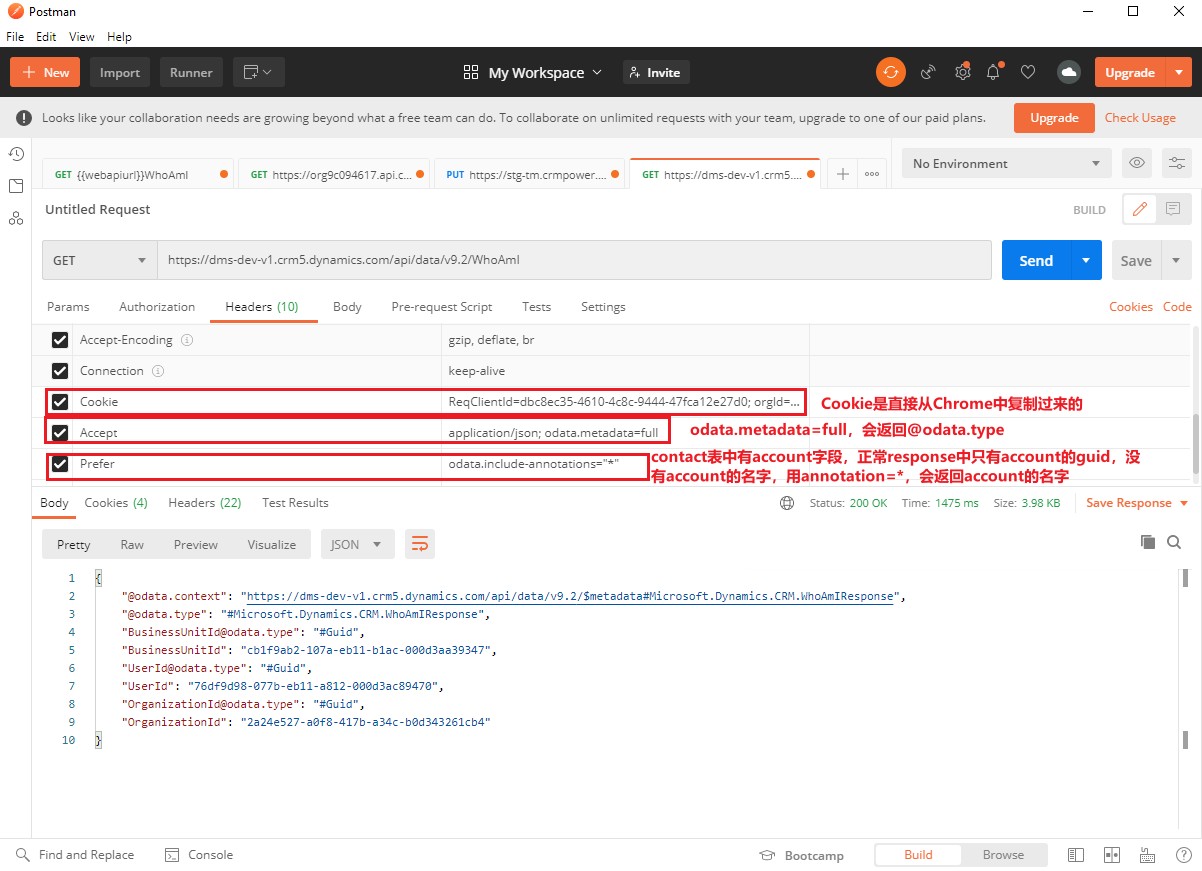 Postman
File Edit View Help
New Import Runner My Workspace Invite Upgrade
Looks like your collaboration needs are growing beyond what a free team can do. To collaborate on unlimited requests with your team, upgrade to one of our paid plans. Upgrade Check Usage
GET {{webapiurl}}WhoAmI GET https://org9c094617.api.c... PUT https://stg-tm.crmpower.... GET https://dms-dev-v1.crm5.... No Environment
Untitled Request BUILD
GET https://dms-dev-v1.crm5.dynamics.com/api/data/v9.2/WhoAmI Send Save
Params Authorization Headers (10) Body Pre-request Script Tests Settings Cookies Code
Accept-Encoding gzip, deflate, br
Connection keep-alive
Cookie ReqClientId=dbc8ec35-4610-4c8c-9444-47fca12e27d0; orgId=... Cookie是直接从Chrome中复制过来的
Accept application/json; odata.metadata=full odata.metadata=full，会返回@odata.type
Prefer odata.include-annotations="*" contact表中有account字段，正常response中只有account的guid，没
有account的名字，用annotation=*，会返回account的名字
Body Cookies (4) Headers (22) Test Results Status: 200 OK Time: 1475 ms Size: 3.98 KB Save Response
Pretty Raw Preview Visualize JSON
1 {
2 "@odata.context": "https://dms-dev-v1.crm5.dynamics.com/api/data/v9.2/$metadata#Microsoft.Dynamics.CRM.WhoAmIResponse",
3 "@odata.type": "#Microsoft.Dynamics.CRM.WhoAmIResponse",
4 "BusinessUnitId@odata.type": "#Guid",
5 "BusinessUnitId": "cb1f9ab2-107a-eb11-b1ac-000d3aa39347",
6 "UserId@odata.type": "#Guid",
7 "UserId": "76df9d98-077b-eb11-a812-000d3ac89470",
8 "OrganizationId@odata.type": "#Guid",
9 "OrganizationId": "2a24e527-a0f8-417b-a34c-b0d343261cb4"
10 }
Find and Replace Console Bootcamp Build Browse